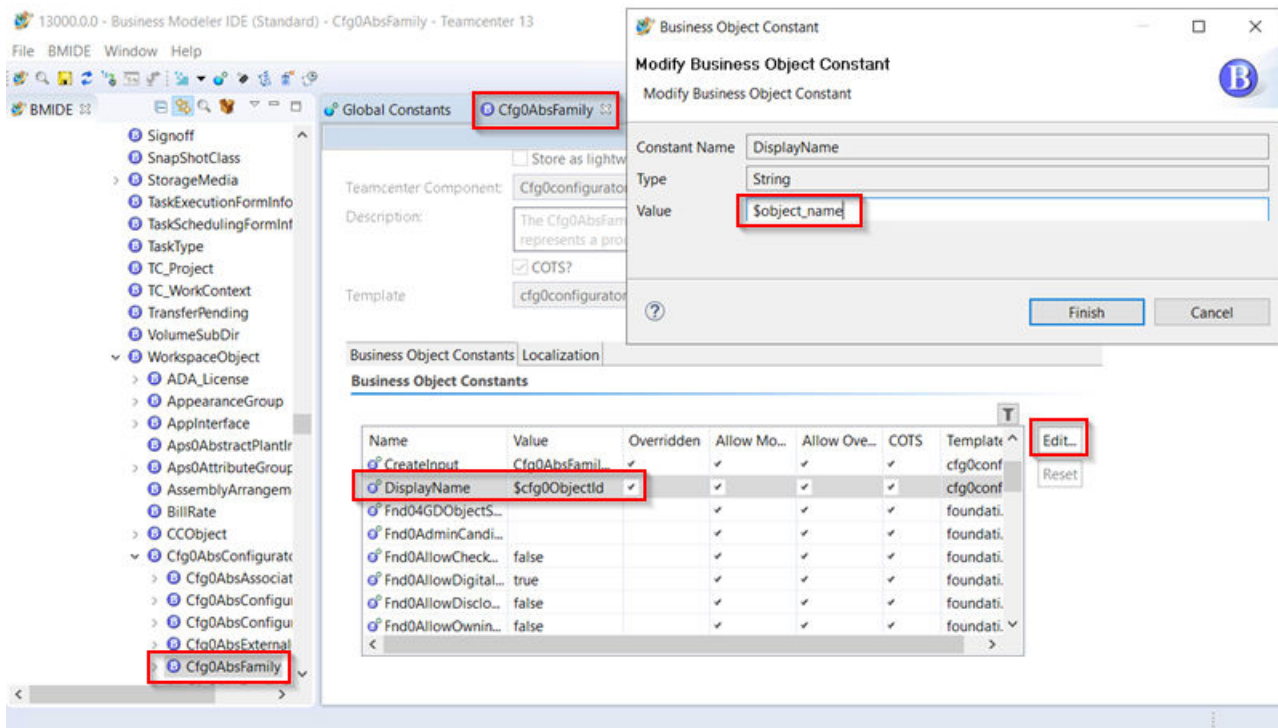 13000.0.0 - Business Modeler IDE (Standard) - Cfg0AbsFamily - Teamcenter 13
File BMIDE Window Help
BMIDE
Signoff
SnapShotClass
StorageMedia
TaskExecutionFormInfo
TaskSchedulingFormInf
TaskType
TC_Project
TC_WorkContext
TransferPending
VolumeSubDir
WorkspaceObject
ADA_License
AppearanceGroup
AppInterface
Aps0AbstractPlantIr
Aps0AttributeGroup
AssemblyArrangem
BillRate
CCObject
Cfg0AbsConfigurato
Cfg0AbsAssociat
Cfg0AbsConfigui
Cfg0AbsConfigui
Cfg0AbsExternal
Cfg0AbsFamily
Global Constants Cfg0AbsFamily
Store as lightw
Teamcenter Component: Cfg0configurator
Description: The Cfg0AbsFam
represents a pro
COTS?
Template cfg0configurator
Business Object Constants Localization
Business Object Constants
Name Value Overridden Allow Mo... Allow Ove... COTS Template
CreateInput Cfg0AbsFamil... cfg0conf
DisplayName $cfg0ObjectId cfg0conf
Fnd04GDObjectS... foundati.
Fnd0AdminCandi... foundati.
Fnd0AllowCheck... false foundati.
Fnd0AllowDigital... true foundati.
Fnd0AllowDisclo... false foundati.
Fnd0AllowOwnin... false foundati.
Edit...
Reset
Business Object Constant
Modify Business Object Constant
Modify Business Object Constant
B
Constant Name DisplayName
Type String
Value $object_name
? Finish Cancel